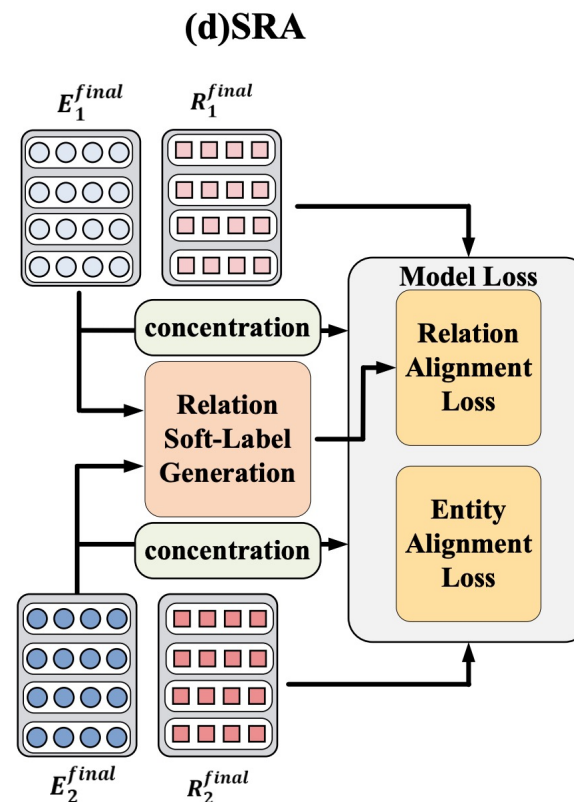 (d)SRA
E_1^{final} R_1^{final}
Model Loss
concentration
Relation
Alignment
Loss
Relation
Soft-Label
Generation
Entity
Alignment
Loss
concentration
E_2^{final} R_2^{final}